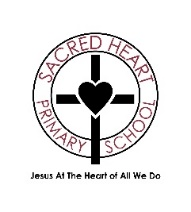 SACRED HEART
PRIMARY SCHOOL
Jesus At The Heart of All We Do